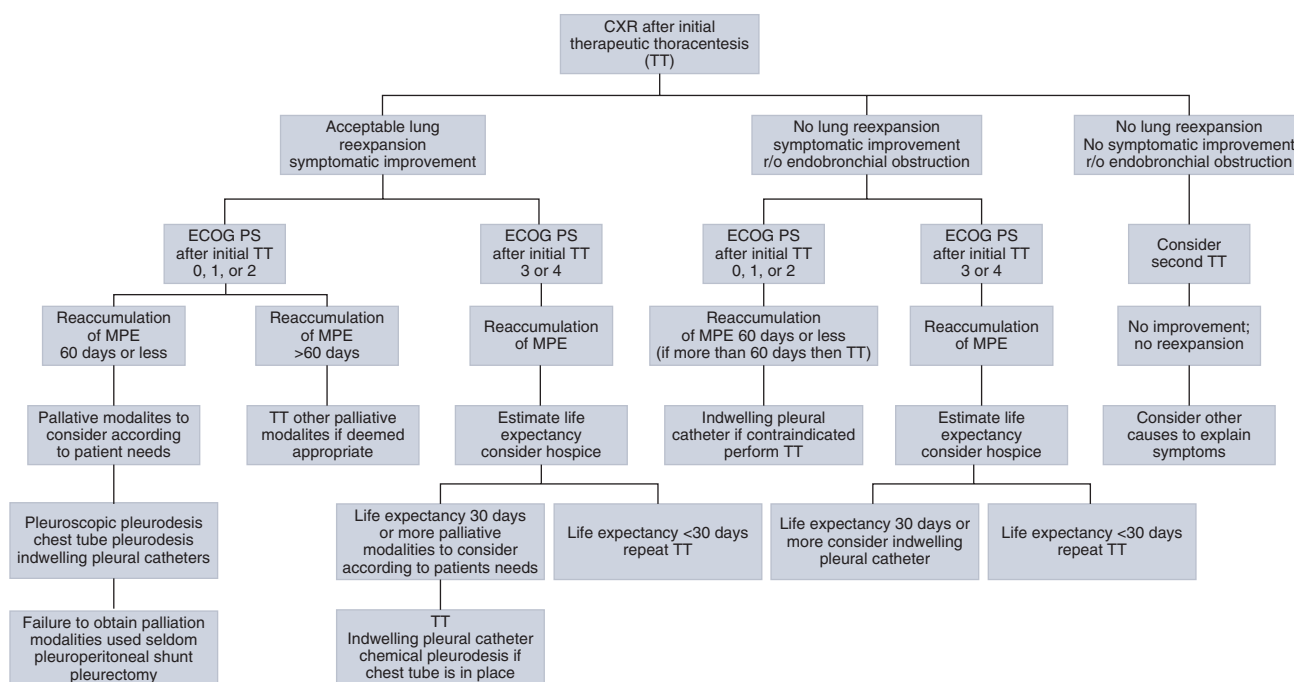 CXR after initial
therapeutic thoracentesis
(TT)
Acceptable lung
reexpansion
symptomatic improvement
No lung reexpansion
symptomatic improvement
r/o endobronchial obstruction
No lung reexpansion
No symptomatic improvement
r/o endobronchial obstruction
ECOG PS
after initial TT
0, 1, or 2
ECOG PS
after initial TT
3 or 4
ECOG PS
after initial TT
0, 1, or 2
ECOG PS
after initial TT
3 or 4
Consider
second TT
Reaccumulation
of MPE
60 days or less
Reaccumulation
of MPE
>60 days
Reaccumulation
of MPE
Reaccumulation
of MPE 60 days or less
(if more than 60 days then TT)
Reaccumulation
of MPE
No improvement;
no reexpansion
Pallative modalites to
consider according
to patient needs
TT other palliative
modalites if deemed
appropriate
Estimate life
expectancy
consider hospice
Indwelling pleural
catheter if contraindicated
perform TT
Estimate life
expectancy
consider hospice
Consider other
causes to explain
symptoms
Pleuroscopic pleurodesis
chest tube pleurodesis
indwelling pleural catheters
Life expectancy 30 days
or more palliative
modalities to consider
according to patients needs
Life expectancy <30 days
repeat TT
Life expectancy 30 days or
more consider indwelling
pleural catheter
Life expectancy <30 days
repeat TT
Failure to obtain palliation
modalities used seldom
pleuroperitoneal shunt
pleurectomy
TT
Indwelling pleural catheter
chemical pleurodesis if
chest tube is in place